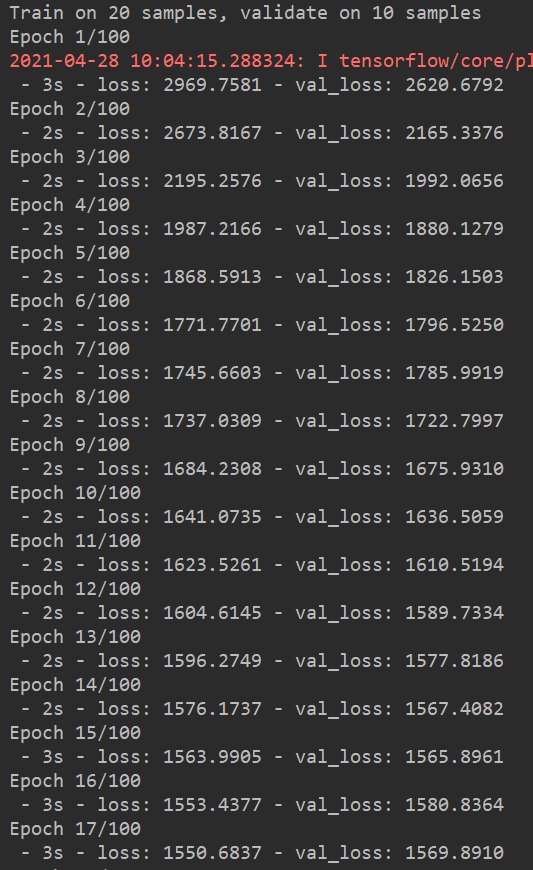 Train on 20 samples, validate on 10 samples
Epoch 1/100
2021-04-28 10:04:15.288324: I tensorflow/core/pl
- 3s - loss: 2969.7581 - val_loss: 2620.6792
Epoch 2/100
- 2s - loss: 2673.8167 - val_loss: 2165.3376
Epoch 3/100
- 2s - loss: 2195.2576 - val_loss: 1992.0656
Epoch 4/100
- 2s - loss: 1987.2166 - val_loss: 1880.1279
Epoch 5/100
- 2s - loss: 1868.5913 - val_loss: 1826.1503
Epoch 6/100
- 2s - loss: 1771.7701 - val_loss: 1796.5250
Epoch 7/100
- 2s - loss: 1745.6603 - val_loss: 1785.9919
Epoch 8/100
- 2s - loss: 1737.0309 - val_loss: 1722.7997
Epoch 9/100
- 2s - loss: 1684.2308 - val_loss: 1675.9310
Epoch 10/100
- 2s - loss: 1641.0735 - val_loss: 1636.5059
Epoch 11/100
- 2s - loss: 1623.5261 - val_loss: 1610.5194
Epoch 12/100
- 2s - loss: 1604.6145 - val_loss: 1589.7334
Epoch 13/100
- 2s - loss: 1596.2749 - val_loss: 1577.8186
Epoch 14/100
- 2s - loss: 1576.1737 - val_loss: 1567.4082
Epoch 15/100
- 3s - loss: 1563.9905 - val_loss: 1565.8961
Epoch 16/100
- 3s - loss: 1553.4377 - val_loss: 1580.8364
Epoch 17/100
- 3s - loss: 1550.6837 - val_loss: 1569.8910